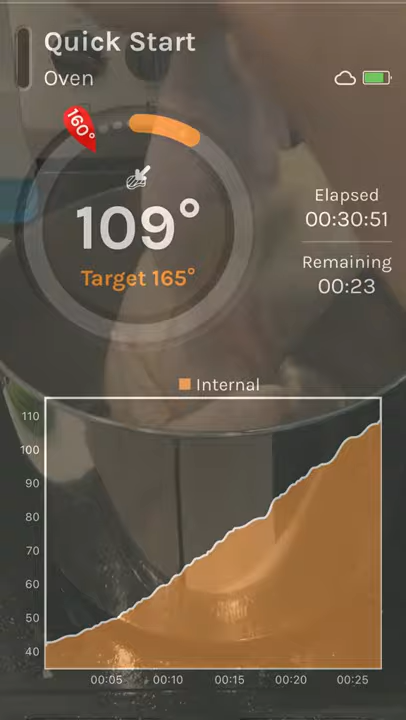 Quick Start
Oven
160°
109°
Target 165°
Elapsed
00:30:51
Remaining
00:23
Internal
110
100
90
80
70
60
50
40
00:05
00:10
00:15
00:20
00:25